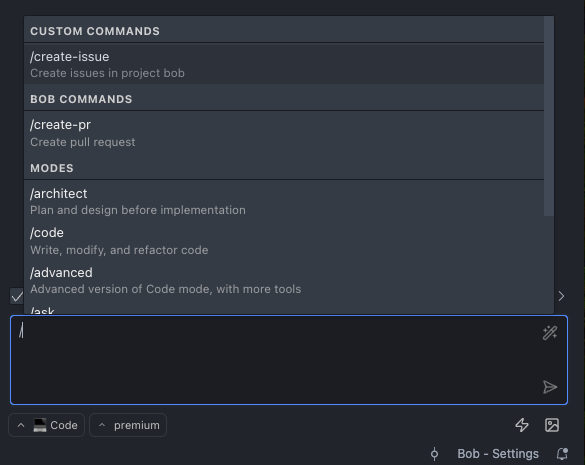 CUSTOM COMMANDS
/create-issue
Create issues in project bob
BOB COMMANDS
/create-pr
Create pull request
MODES
/architect
Plan and design before implementation
/code
Write, modify, and refactor code
/advanced
Advanced version of Code mode, with more tools
/ask
/
Code
premium
Bob - Settings